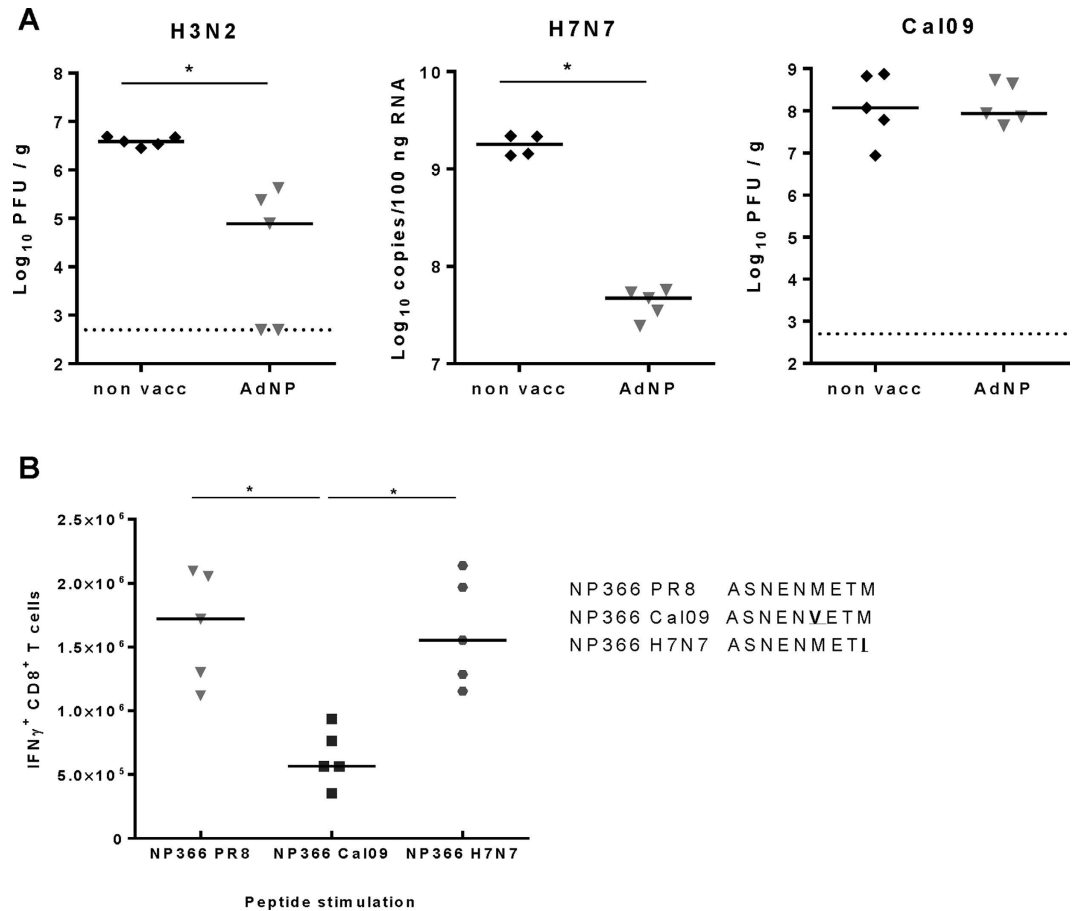 A
H3N2
H7N7
Cal09
*
*
Log10 PFU / g
8
7
6
5
4
3
2
non vacc
AdNP
Log10 copies/100 ng RNA
10
9
8
7
non vacc
AdNP
Log10 PFU / g
9
8
7
6
5
4
3
2
non vacc
AdNP
B
*
*
IFNγ+ CD8+ T cells
2.5×10^6
2.0×10^6
1.5×10^6
1.0×10^6
5.0×10^5
0
NP366 PR8
NP366 Cal09
NP366 H7N7
Peptide stimulation
NP366 PR8 ASNENMETM
NP366 Cal09 ASNENVETM
NP366 H7N7 ASNENMETI